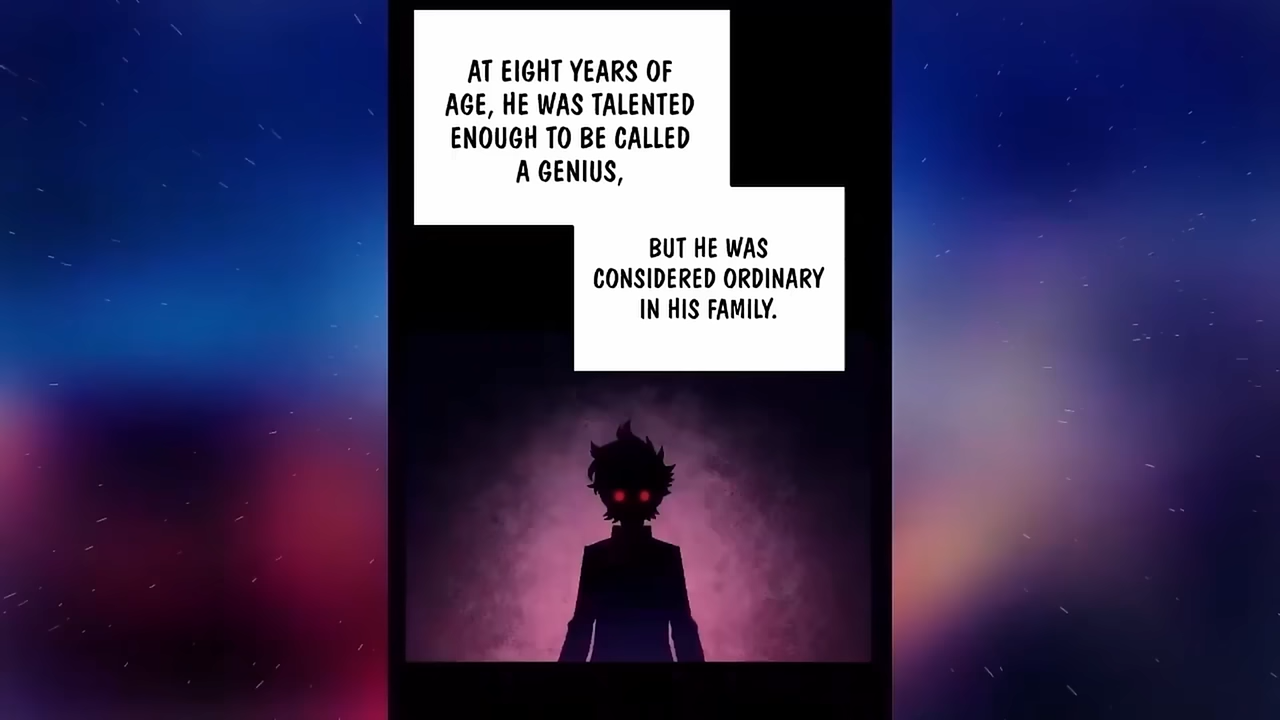 AT EIGHT YEARS OF
AGE, HE WAS TALENTED
ENOUGH TO BE CALLED
A GENIUS,
BUT HE WAS
CONSIDERED ORDINARY
IN HIS FAMILY.